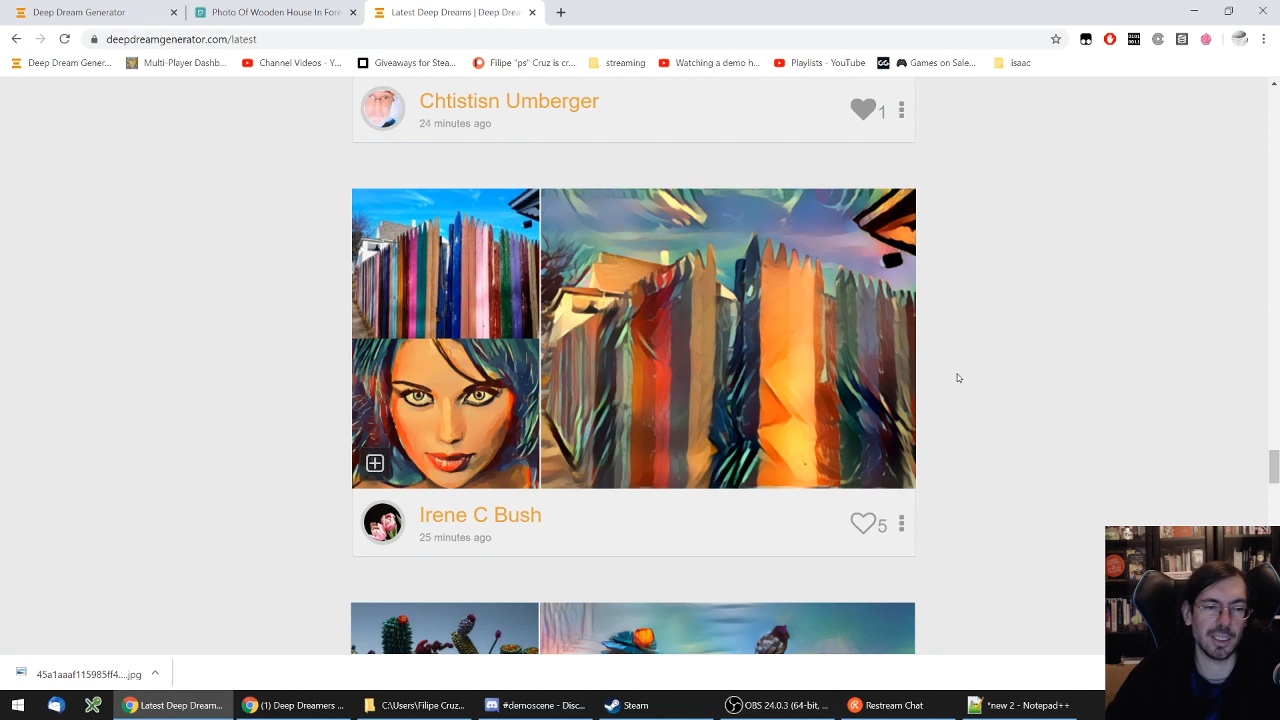 Deep Dream Generator
Photo Of Wooden House In Fore
Latest Deep Dreams | Deep Drea
deepdreamgenerator.com/latest
Deep Dream Gener...
Multi-Player Dashb...
Channel Videos - Y...
Giveaways for Stea...
Filipe "ps" Cruz is cr...
streaming
Watching a demo h...
Playlists - YouTube
GG
Games on Sale...
isaac
Chtistisn Umberger
24 minutes ago
1
Irene C Bush
25 minutes ago
5
45a1aaaf115985ff4....jpg
Latest Deep Dream...
(1) Deep Dreamers ...
C:\Users\Filipe Cruz...
#demoscene - Disc...
Steam
OBS 24.0.3 (64-bit, ...
Restream Chat
*new 2 - Notepad++